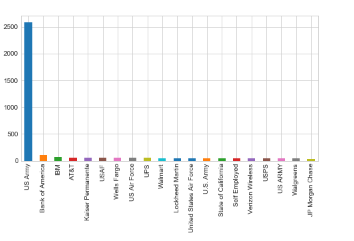 2500
2000
1500
1000
500
0
US Army
Bank of America
IBM
AT&T
Kaiser Permanente
USAF
Wells Fargo
US Air Force
UPS
Walmart
Lockheed Martin
United States Air Force
U.S. Army
State of California
Self Employed
Verizon Wireless
USPS
US ARMY
Walgreens
JP Morgan Chase